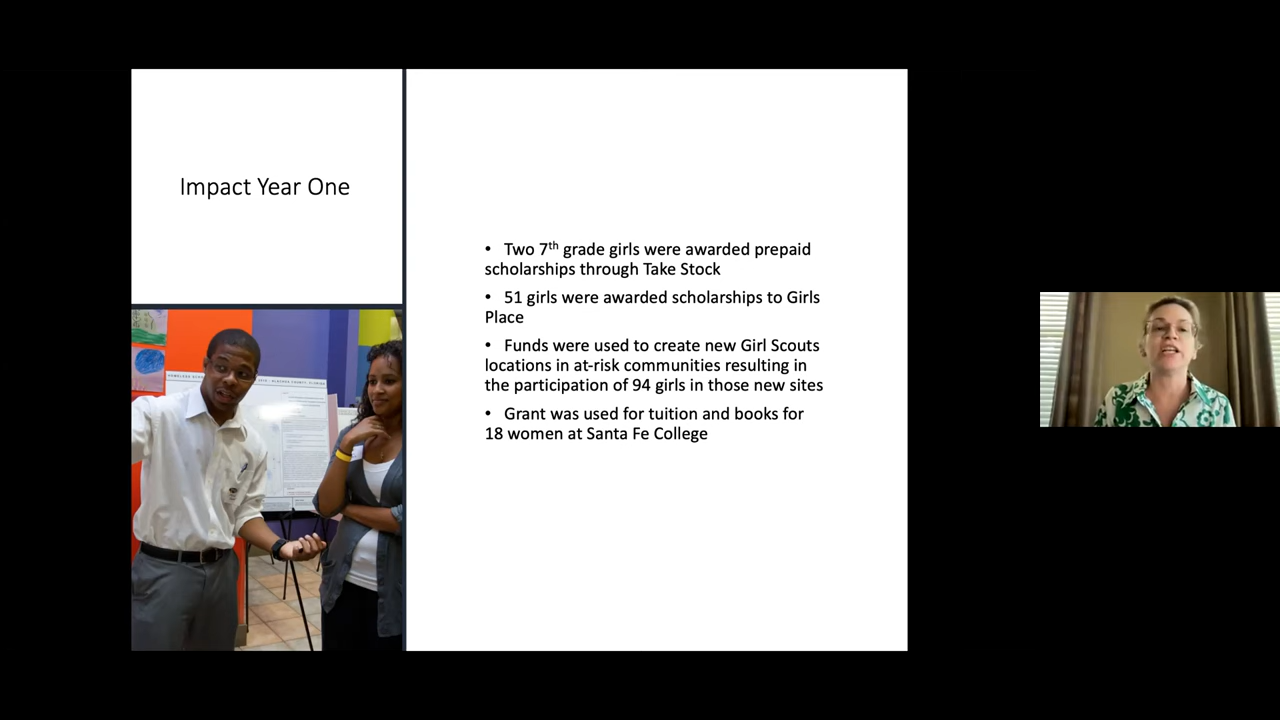 Impact Year One
• Two 7th grade girls were awarded prepaid
scholarships through Take Stock
• 51 girls were awarded scholarships to Girls
Place
• Funds were used to create new Girl Scouts
locations in at-risk communities resulting in
the participation of 94 girls in those new sites
• Grant was used for tuition and books for
18 women at Santa Fe College